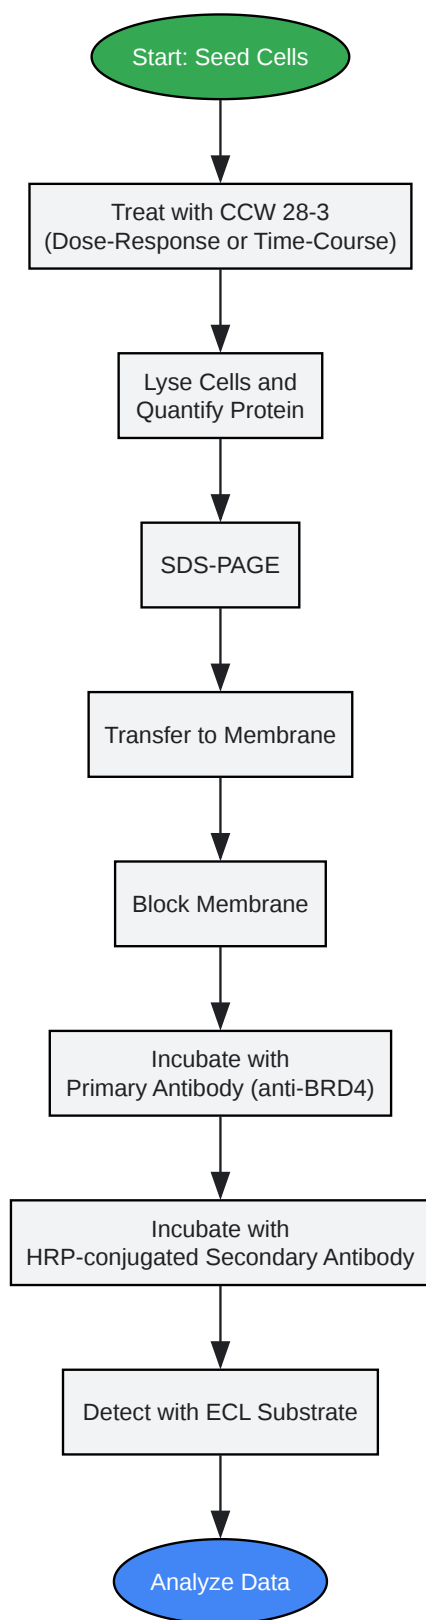 Start: Seed Cells
Treat with CCW 28-3
(Dose-Response or Time-Course)
Lyse Cells and
Quantify Protein
SDS-PAGE
Transfer to Membrane
Block Membrane
Incubate with
Primary Antibody (anti-BRD4)
Incubate with
HRP-conjugated Secondary Antibody
Detect with ECL Substrate
Analyze Data